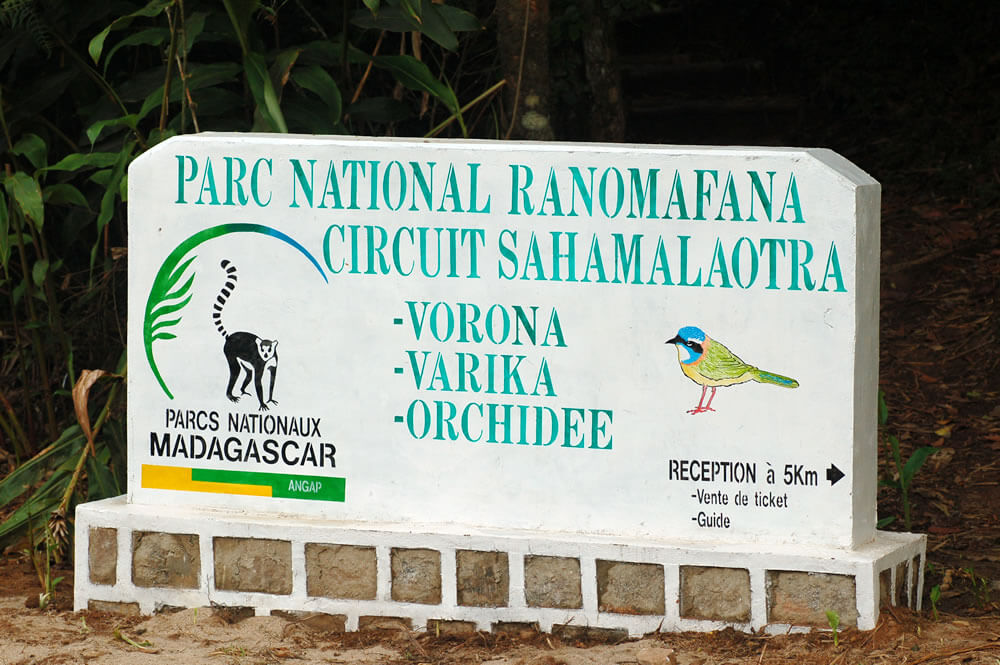 PARC NATIONAL RANOMAFANA
CIRCUIT SAHAMALAOTRA
-VORONA
-VARIKA
-ORCHIDEE
PARCS NATIONAUX
MADAGASCAR
ANGAP
RECEPTION à 5Km
-Vente de ticket
-Guide